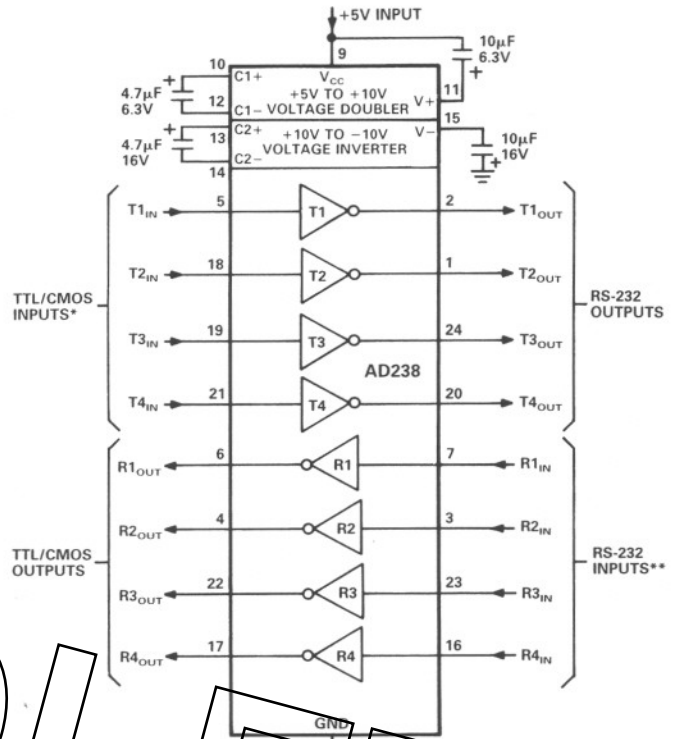 +5V INPUT
9
10µF
6.3V
+
11
10
+
4.7µF
6.3V
12
C1+
C1−
VCC
+5V TO +10V
VOLTAGE DOUBLER
V+
15
+
4.7µF
16V
13
14
C2+
C2−
+10V TO −10V
VOLTAGE INVERTER
V−
10µF
16V
+
T1IN 5 T1 2 T1OUT
T2IN 18 T2 1 T2OUT
TTL/CMOS
INPUTS*
RS-232
OUTPUTS
T3IN 19 T3 24 T3OUT
AD238
T4IN 21 T4 20 T4OUT
R1OUT 6 R1 7 R1IN
R2OUT 4 R2 3 R2IN
TTL/CMOS
OUTPUTS
RS-232
INPUTS**
R3OUT 22 R3 23 R3IN
R4OUT 17 R4 16 R4IN
GND